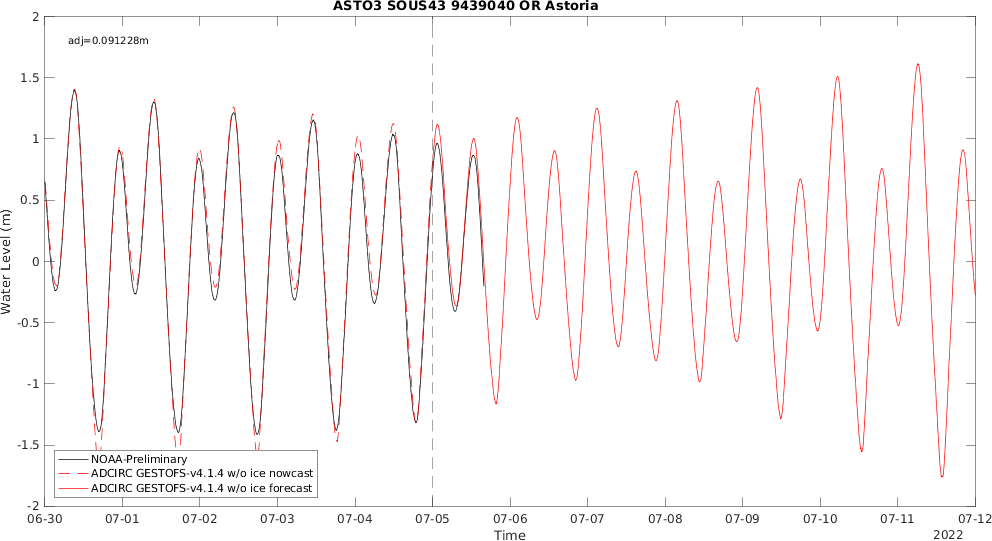 ASTO3 SOUS43 9439040 OR Astoria
adj=0.091228m
2
1.5
1
0.5
0
-0.5
-1
-1.5
-2
Water Level (m)
NOAA-Preliminary
ADCIRC GESTOFS-v4.1.4 w/o ice nowcast
ADCIRC GESTOFS-v4.1.4 w/o ice forecast
06-30 07-01 07-02 07-03 07-04 07-05 07-06 07-07 07-08 07-09 07-10 07-11 07-12
Time
2022